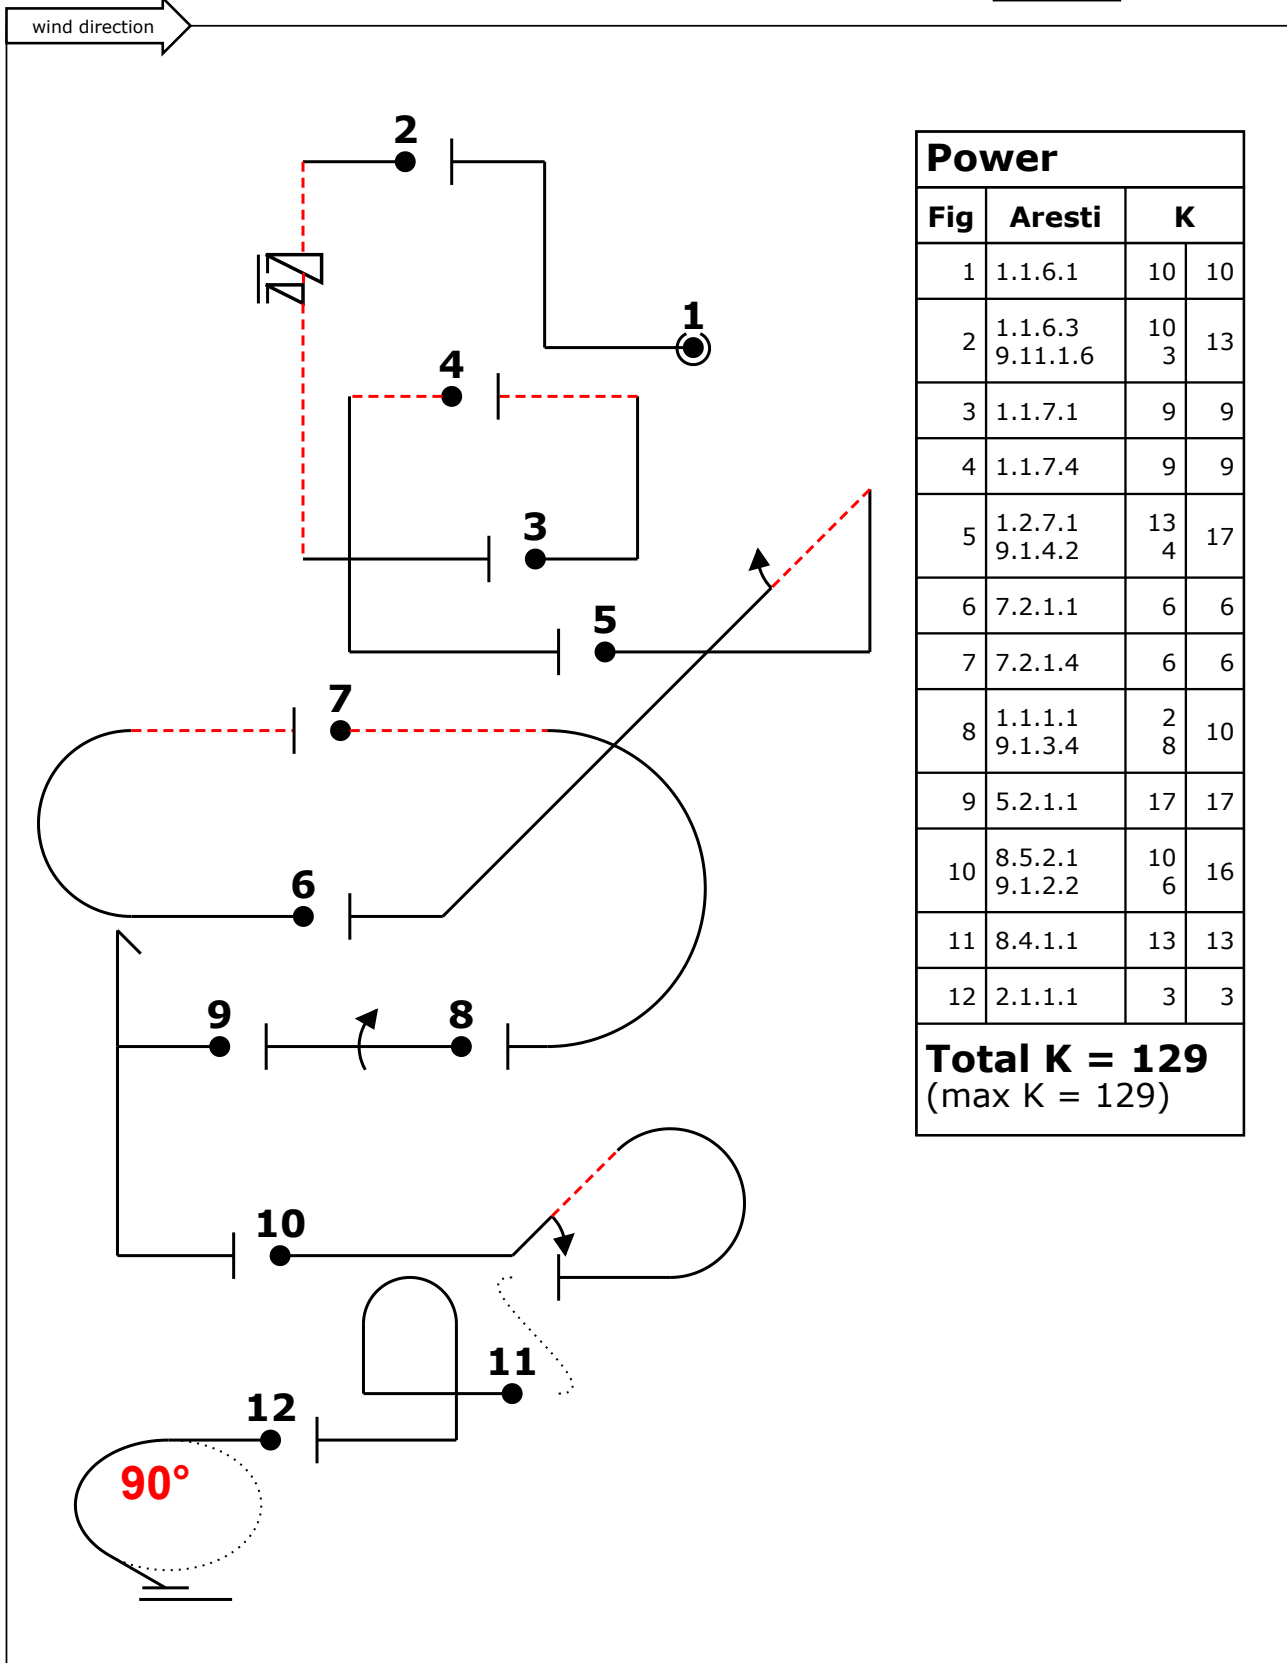 wind direction
2
1
4
3
5
7
6
9
8
10
11
12
90°
Power
Fig Aresti K
1 1.1.6.1 10 10
2 1.1.6.3 10 13
9.11.1.6 3
3 1.1.7.1 9 9
4 1.1.7.4 9 9
5 1.2.7.1 13 17
9.1.4.2 4
6 7.2.1.1 6 6
7 7.2.1.4 6 6
8 1.1.1.1 2 10
9.1.3.4 8
9 5.2.1.1 17 17
10 8.5.2.1 10 16
9.1.2.2 6
11 8.4.1.1 13 13
12 2.1.1.1 3 3
Total K = 129
(max K = 129)